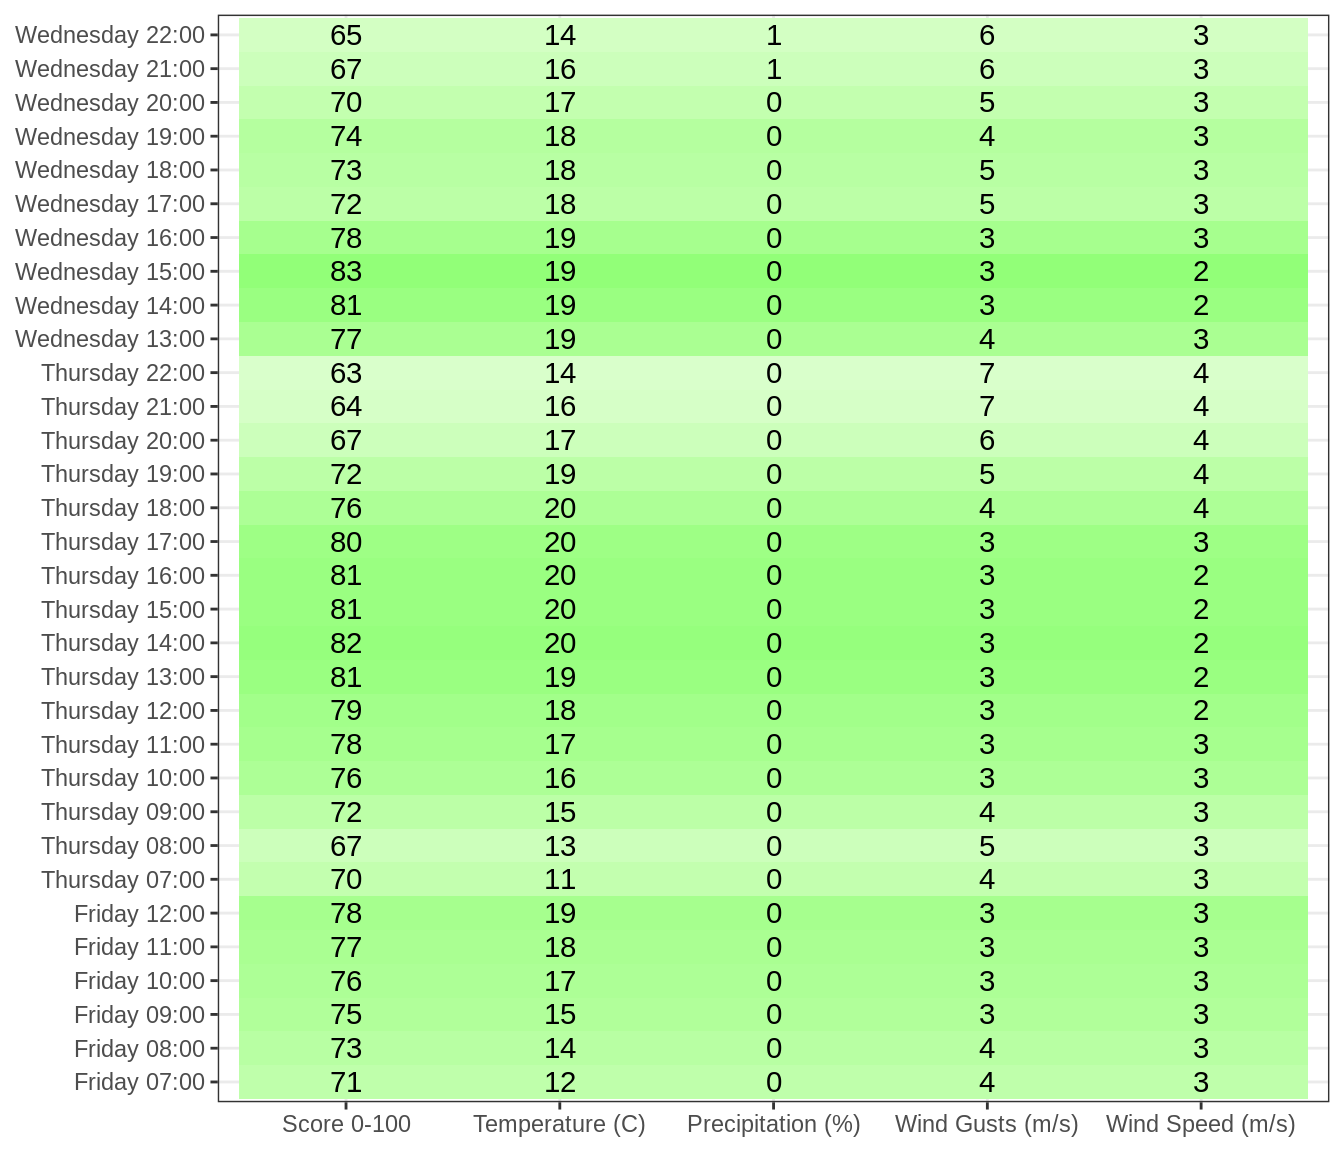 Wednesday 22:00 65 14 1 6 3
Wednesday 21:00 67 16 1 6 3
Wednesday 20:00 70 17 0 5 3
Wednesday 19:00 74 18 0 4 3
Wednesday 18:00 73 18 0 5 3
Wednesday 17:00 72 18 0 5 3
Wednesday 16:00 78 19 0 3 3
Wednesday 15:00 83 19 0 3 2
Wednesday 14:00 81 19 0 3 2
Wednesday 13:00 77 19 0 4 3
Thursday 22:00 63 14 0 7 4
Thursday 21:00 64 16 0 7 4
Thursday 20:00 67 17 0 6 4
Thursday 19:00 72 19 0 5 4
Thursday 18:00 76 20 0 4 4
Thursday 17:00 80 20 0 3 3
Thursday 16:00 81 20 0 3 2
Thursday 15:00 81 20 0 3 2
Thursday 14:00 82 20 0 3 2
Thursday 13:00 81 19 0 3 2
Thursday 12:00 79 18 0 3 2
Thursday 11:00 78 17 0 3 3
Thursday 10:00 76 16 0 3 3
Thursday 09:00 72 15 0 4 3
Thursday 08:00 67 13 0 5 3
Thursday 07:00 70 11 0 4 3
Friday 12:00 78 19 0 3 3
Friday 11:00 77 18 0 3 3
Friday 10:00 76 17 0 3 3
Friday 09:00 75 15 0 3 3
Friday 08:00 73 14 0 4 3
Friday 07:00 71 12 0 4 3
Score 0-100 Temperature (C) Precipitation (%) Wind Gusts (m/s) Wind Speed (m/s)